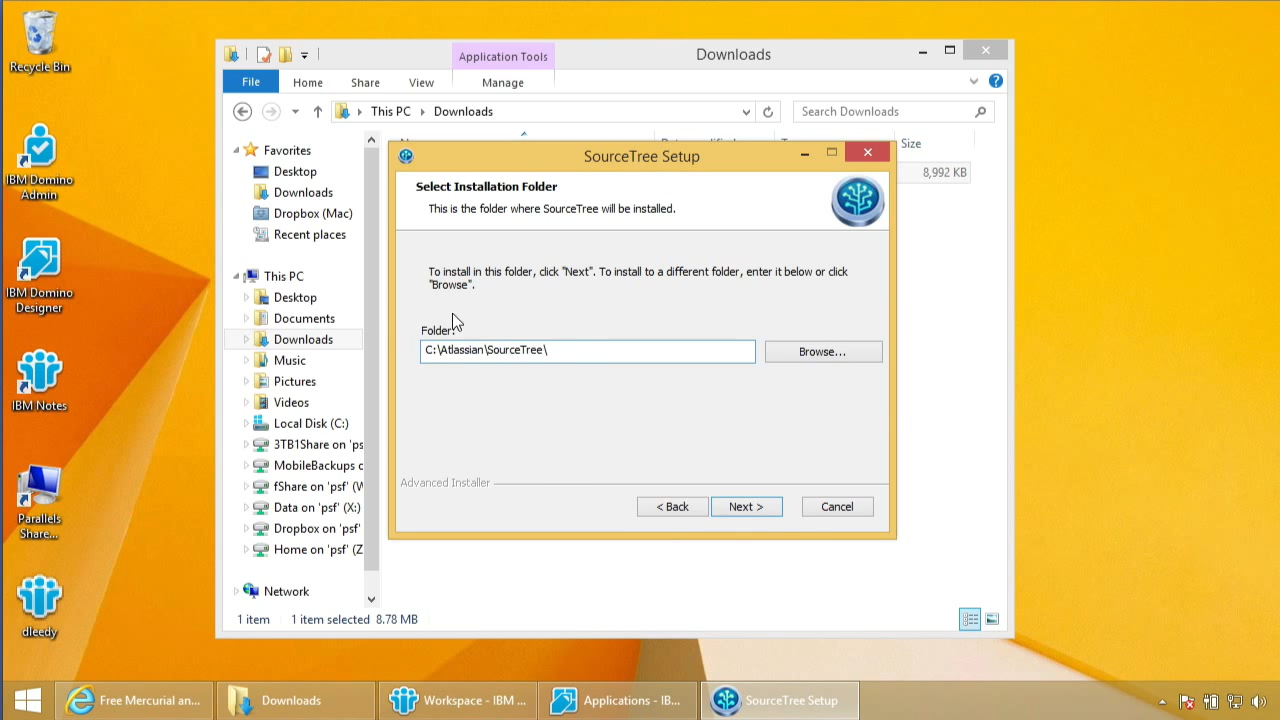 Recycle Bin
IBM Domino
Admin
IBM Domino
Designer
IBM Notes
Parallels
Share...
dleedy
Application Tools
Downloads
File
Home
Share
View
Manage
This PC
Downloads
Search Downloads
Size
8,992 KB
Favorites
Desktop
Downloads
Dropbox (Mac)
Recent places
This PC
Desktop
Documents
Downloads
Music
Pictures
Videos
Local Disk (C:)
3TB1Share on 'ps
MobileBackups
fShare on 'psf' (
Data on 'psf' (X:)
Dropbox on 'psf'
Home on 'psf' (Z
Network
1 item
1 item selected 8.78 MB
SourceTree Setup
Select Installation Folder
This is the folder where SourceTree will be installed.
To install in this folder, click "Next". To install to a different folder, enter it below or click
"Browse".
Folder:
C:\Atlassian\SourceTree\
Browse...
Advanced Installer
< Back
Next >
Cancel
Free Mercurial an...
Downloads
Workspace - IBM ...
Applications - IB...
SourceTree Setup